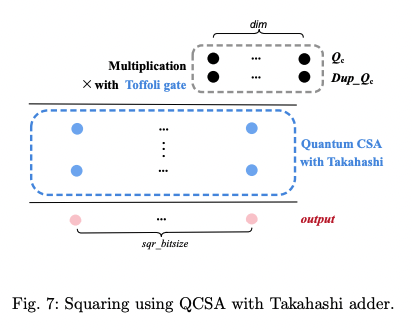 dim
... Q_c
Multiplication
× with Toffoli gate
... Dup_Q_c
...
⋮
...
Quantum CSA
with Takahashi
... output
sqr_bitsize
Fig. 7: Squaring using QCSA with Takahashi adder.